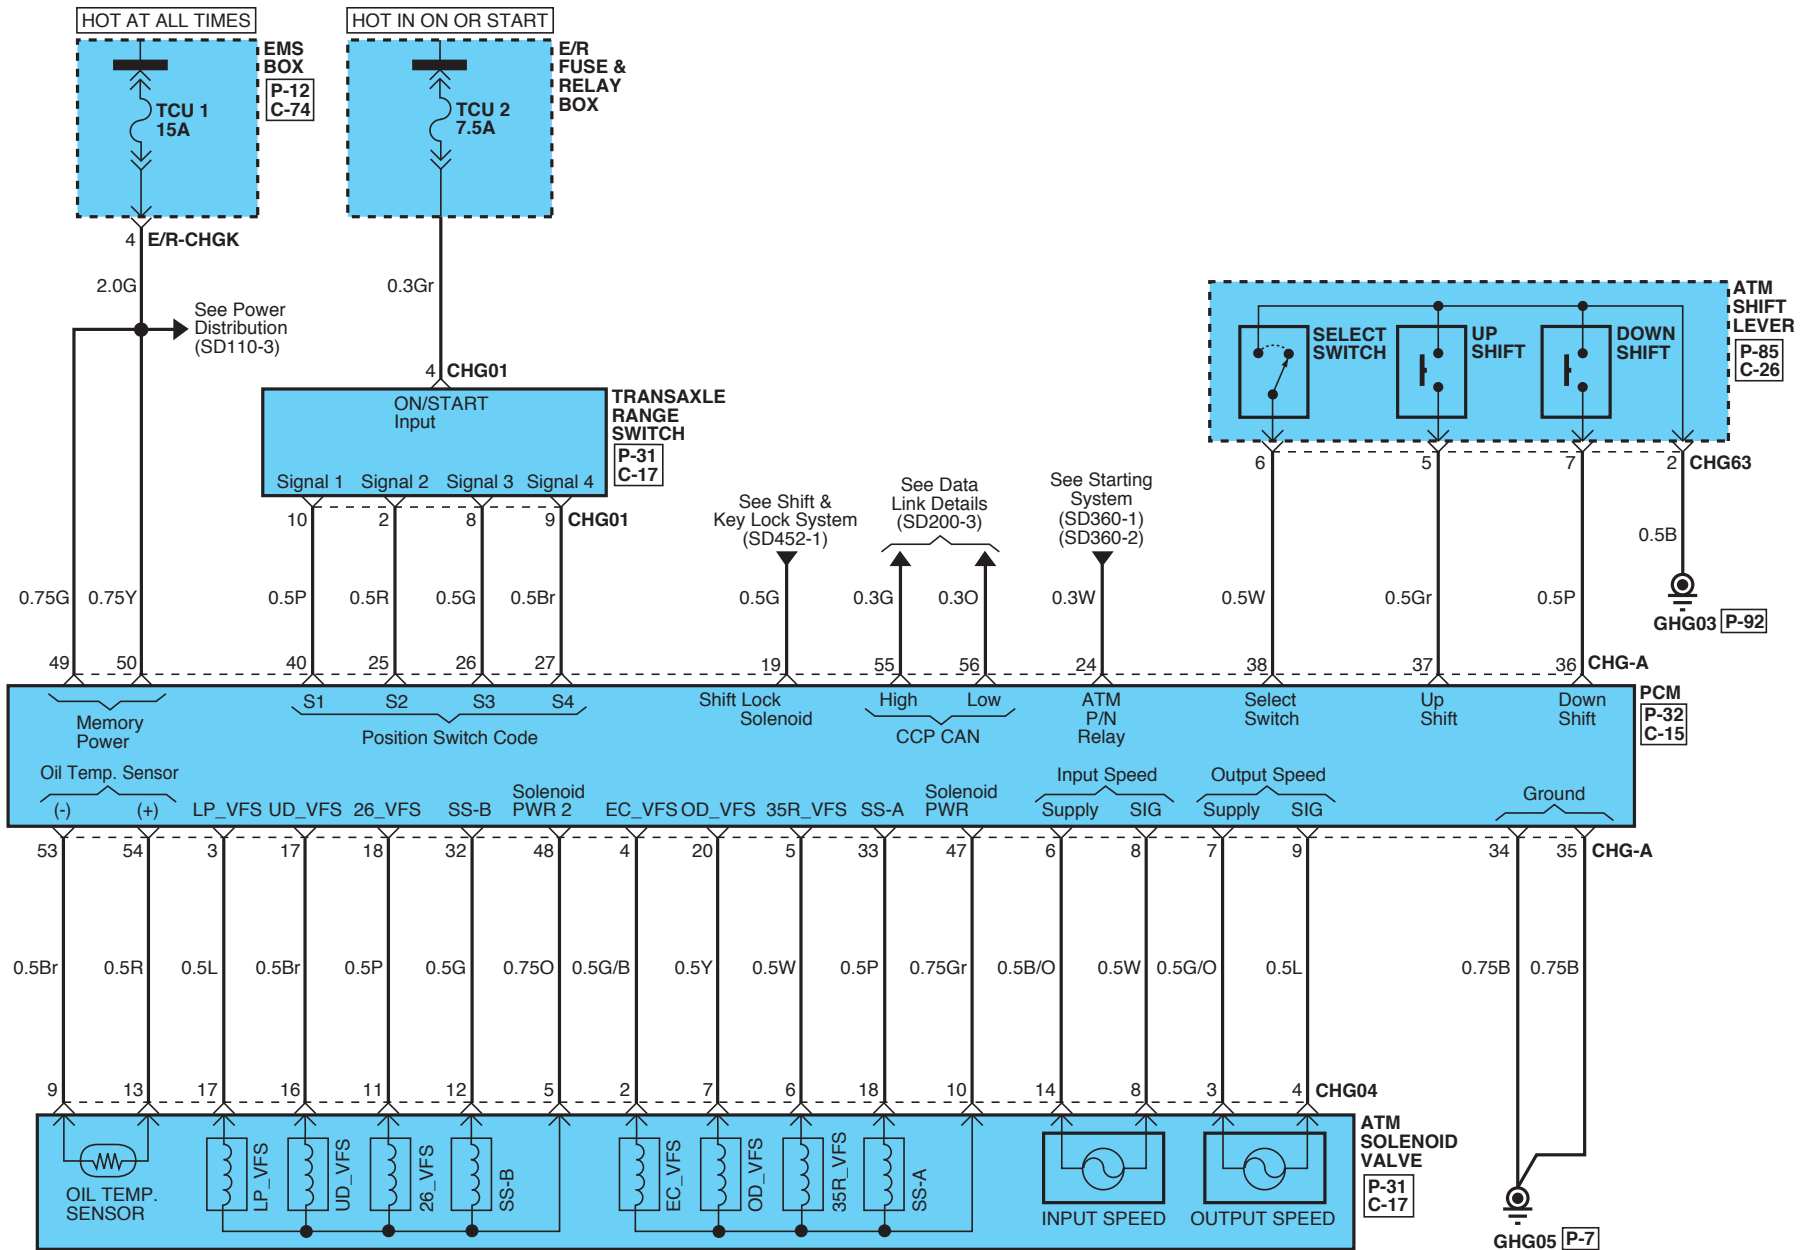 HOT AT ALL TIMES
HOT IN ON OR START
EMS
BOX
P-12
C-74
TCU 1
15A
E/R
FUSE &
RELAY
BOX
TCU 2
7.5A
4 E/R-CHGK
2.0G
0.3Gr
See Power
Distribution
(SD110-3)
4 CHG01
ON/START
Input
TRANSAXLE
RANGE
SWITCH
P-31
C-17
Signal 1 Signal 2 Signal 3 Signal 4
10 2 8 9 CHG01
ATM
SHIFT
LEVER
P-85
C-26
SELECT
SWITCH
UP
SHIFT
DOWN
SHIFT
6 5 7 2 CHG63
See Shift &
Key Lock System
(SD452-1)
See Data
Link Details
(SD200-3)
See Starting
System
(SD360-1)
(SD360-2)
0.5B
GHG03 P-92
0.75G 0.75Y 0.5P 0.5R 0.5G 0.5Br 0.5G 0.3G 0.3O 0.3W 0.5W 0.5Gr 0.5P
49 50 40 25 26 27 19 55 56 24 38 37 36 CHG-A
PCM
P-32
C-15
Memory
Power
S1 S2 S3 S4
Position Switch Code
Shift Lock
Solenoid
High Low
CCP CAN
ATM
P/N
Relay
Select
Switch
Up
Shift
Down
Shift
Oil Temp. Sensor
(-) (+)
LP_VFS UD_VFS 26_VFS SS-B
Solenoid
PWR 2
EC_VFS OD_VFS 35R_VFS SS-A
Solenoid
PWR
Input Speed
Supply SIG
Output Speed
Supply SIG
Ground
53 54 3 17 18 32 48 4 20 5 33 47 6 8 7 9 34 35 CHG-A
0.5Br 0.5R 0.5L 0.5Br 0.5P 0.5G 0.75O 0.5G/B 0.5Y 0.5W 0.5P 0.75Gr 0.5B/O 0.5W 0.5G/O 0.5L 0.75B 0.75B
9 13 17 16 11 12 5 2 7 6 18 10 14 8 3 4 CHG04
ATM
SOLENOID
VALVE
P-31
C-17
OIL TEMP.
SENSOR
LP_VFS
UD_VFS
26_VFS
SS-B
EC_VFS
OD_VFS
35R_VFS
SS-A
INPUT SPEED
OUTPUT SPEED
GHG05 P-7